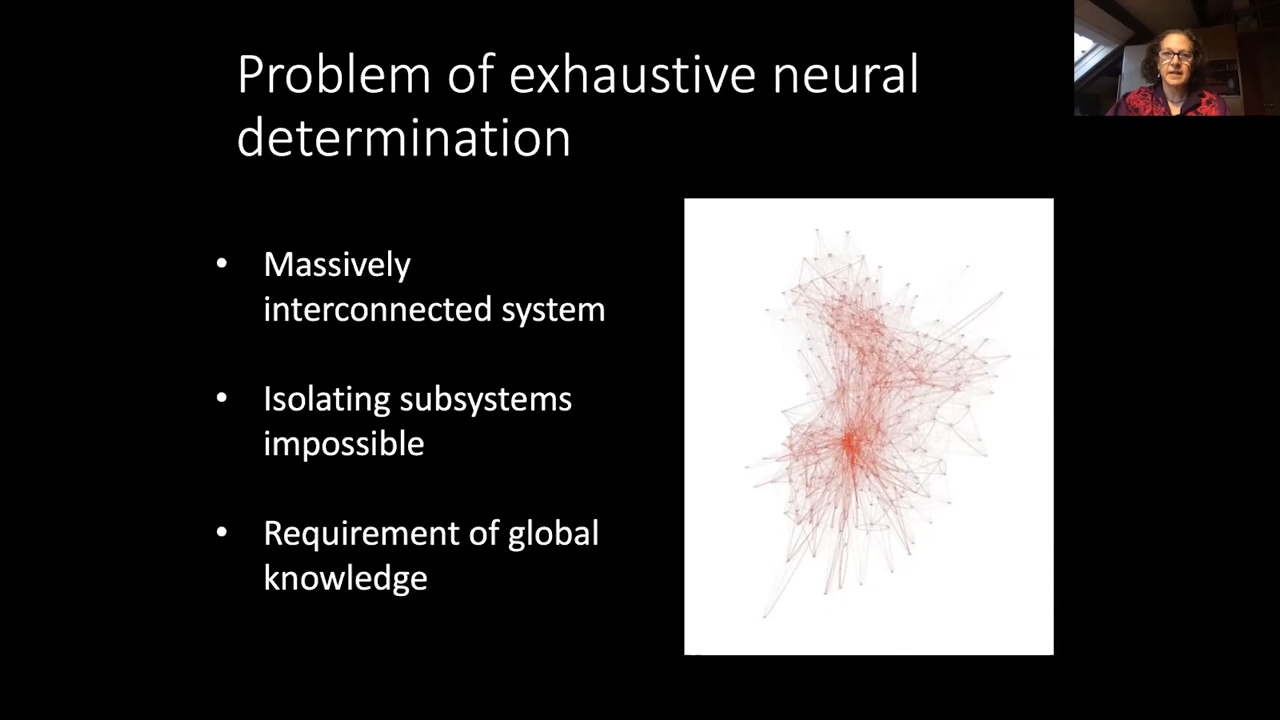 Problem of exhaustive neural
determination
• Massively
interconnected system
• Isolating subsystems
impossible
• Requirement of global
knowledge